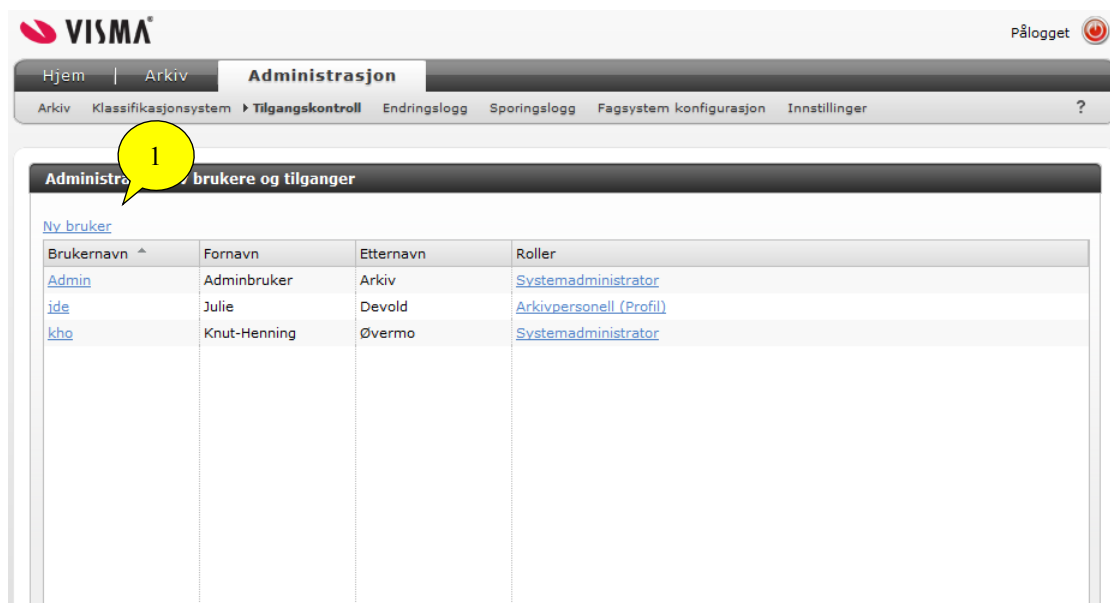 VISMA
Pålogget
Hjem | Arkiv Administrasjon
Arkiv Klassifikasjonsystem Tilgangskontroll Endringslogg Sporingslogg Fagsystem konfigurasjon Innstillinger ?
1
brukere og tilganger
Ny bruker
Brukernavn Fornavn Etternavn Roller
Admin Adminbruker Arkiv Systemadministrator
jde Julie Devold Arkivpersonell (Profil)
kho Knut-Henning Øvermo Systemadministrator